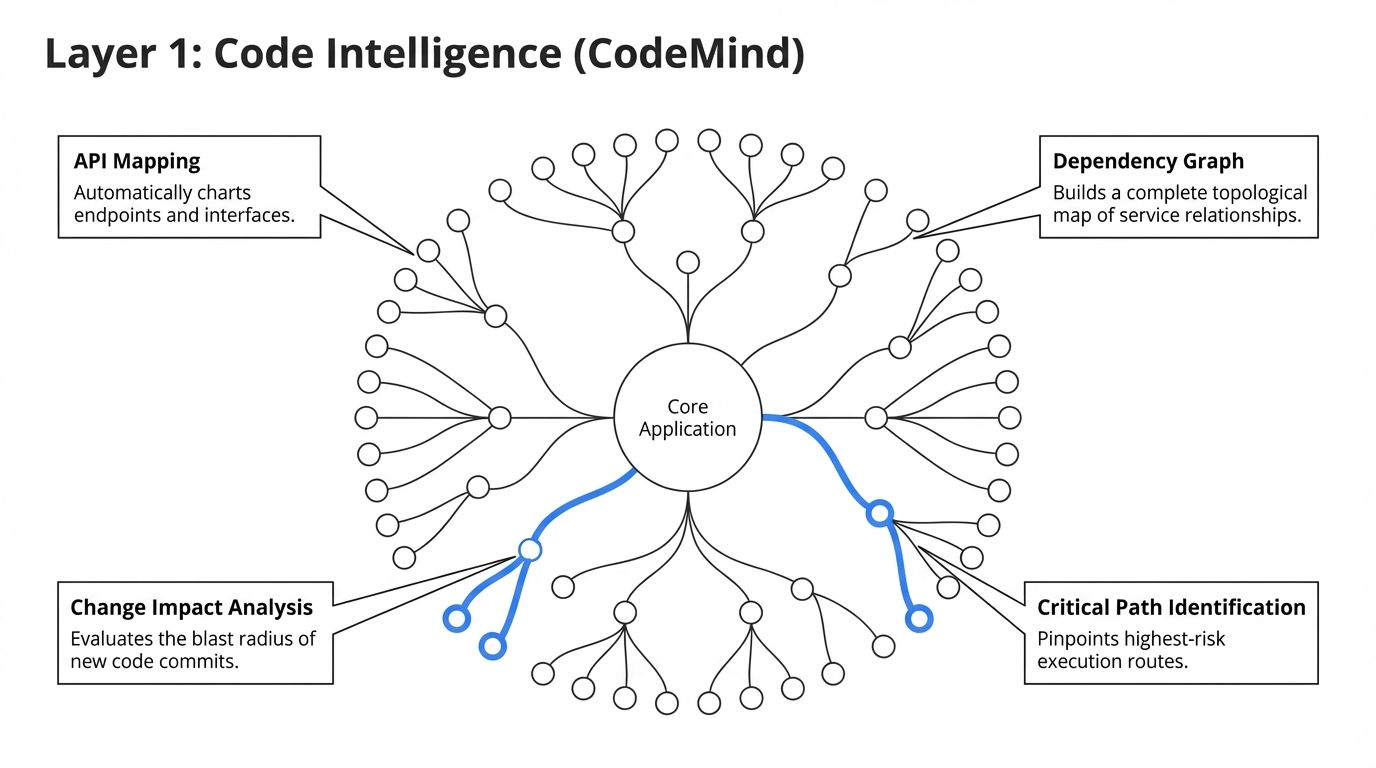 Layer 1: Code Intelligence (CodeMind)
API Mapping
Automatically charts
endpoints and interfaces.
Dependency Graph
Builds a complete topological
map of service relationships.
Core
Application
Change Impact Analysis
Evaluates the blast radius of
new code commits.
Critical Path Identification
Pinpoints highest-risk
execution routes.